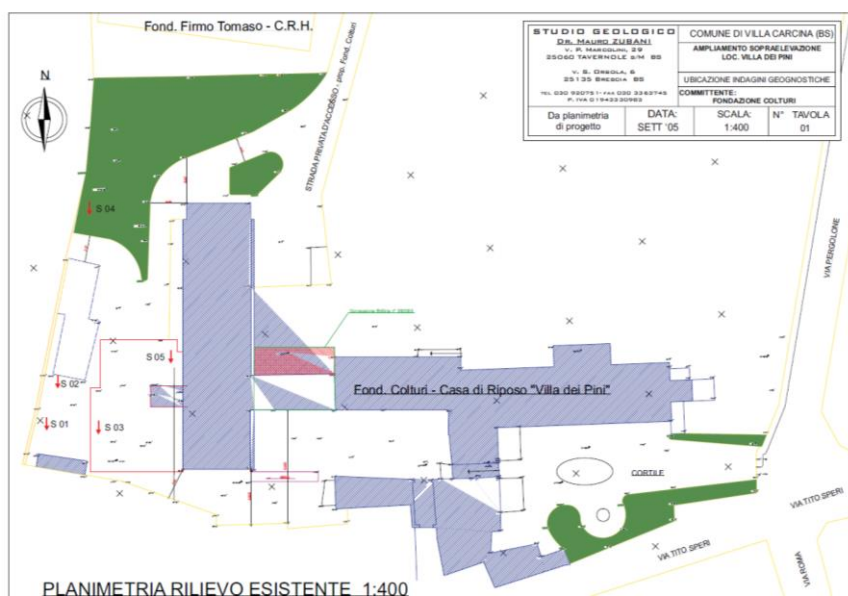 Fond. Firmo Tomaso - C.R.H.
STUDIO GEOLOGICO
DR. MAURO ZUBANI
V. P. MARCOLINI, 29
25060 TAVERNOLE S/M BS
V. S. ORSOLA, 6
25135 BRESCIA BS
COMUNE DI VILLA CARCINA (BS)
AMPLIAMENTO SOPRAELEVAZIONE
LOC. VILLA DEI PINI
UBICAZIONE INDAGINI GEOGNOSTICHE
COMMITTENTE:
FONDAZIONE COLTURI
Da planimetria
di progetto
DATA:
SETT '05
SCALA:
1:400
N° TAVOLA
01
N
STRADA PRIVATA D'ACCESSO - prop. Fond. Colturi
S 04
VIA PERGOLONE
S 05
S 02
S 01
S 03
Fond. Colturi - Casa di Riposo "Villa dei Pini"
CORTILE
VIA TITO SPERI
VIA TITO SPERI
VIA ROMA
PLANIMETRIA RILIEVO ESISTENTE 1:400